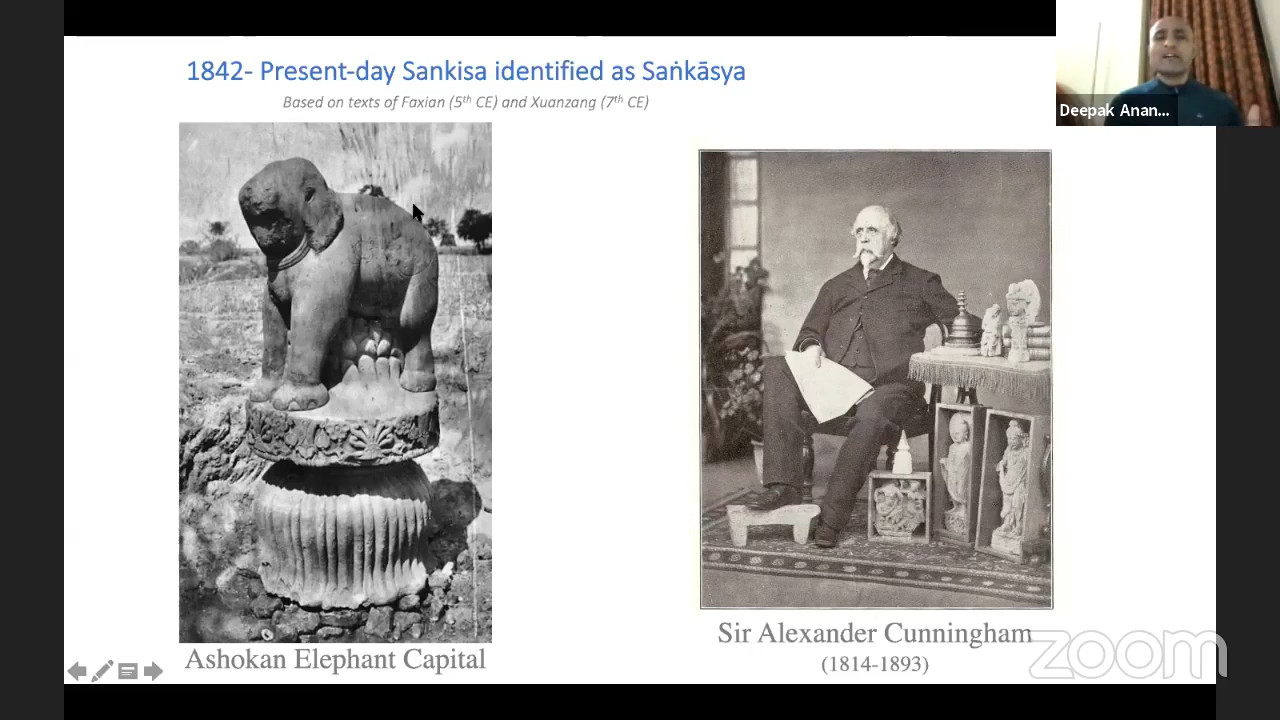 1842- Present-day Sankisa identified as Saṅkāsya
Based on texts of Faxian (5th CE) and Xuanzang (7th CE)
Deepak Anan...
Ashokan Elephant Capital
Sir Alexander Cunningham
(1814-1893)
zoom